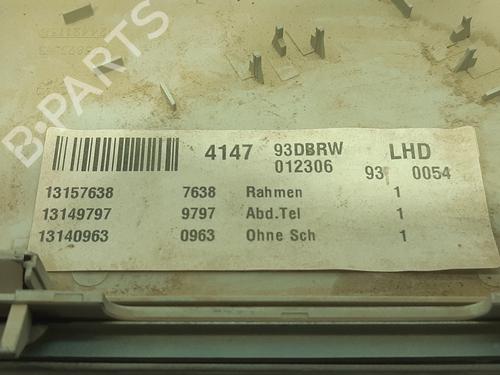 B-PARTS
4147 93DBRW LHD
012306 93 0054
13157638 7638 Rahmen 1
13149797 9797 Abd.Tel 1
13140963 0963 Ohne Sch 1